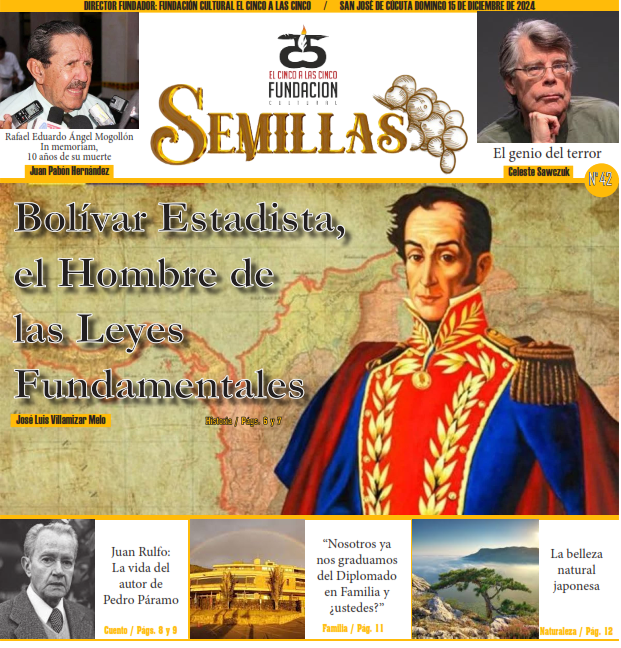 DIRECTOR FUNDADOR: FUNDACIÓN CULTURAL EL CINCO A LAS CINCO / SAN JOSÉ DE CÚCUTA DOMINGO 15 DE DICIEMBRE DE 2024
EL CINCO A LAS CINCO
FUNDACION
CULTURAL
SEMILLAS
Rafael Eduardo Ángel Mogollón
In memoriam,
10 años de su muerte
Juan Pabón Hernández
El genio del terror
Celeste Sawczuk
N° 42
Bolívar Estadista,
el Hombre de
las Leyes
Fundamentales
José Luis Villamizar Melo
Historia / Págs. 6 y 7
Juan Rulfo:
La vida del
autor de
Pedro Páramo
Cuento / Págs. 8 y 9
“Nosotros ya
nos graduamos
del Diplomado
en Familia y
¿ustedes?”
Familia / Pág. 11
La belleza
natural
japonesa
Naturaleza / Pág. 12